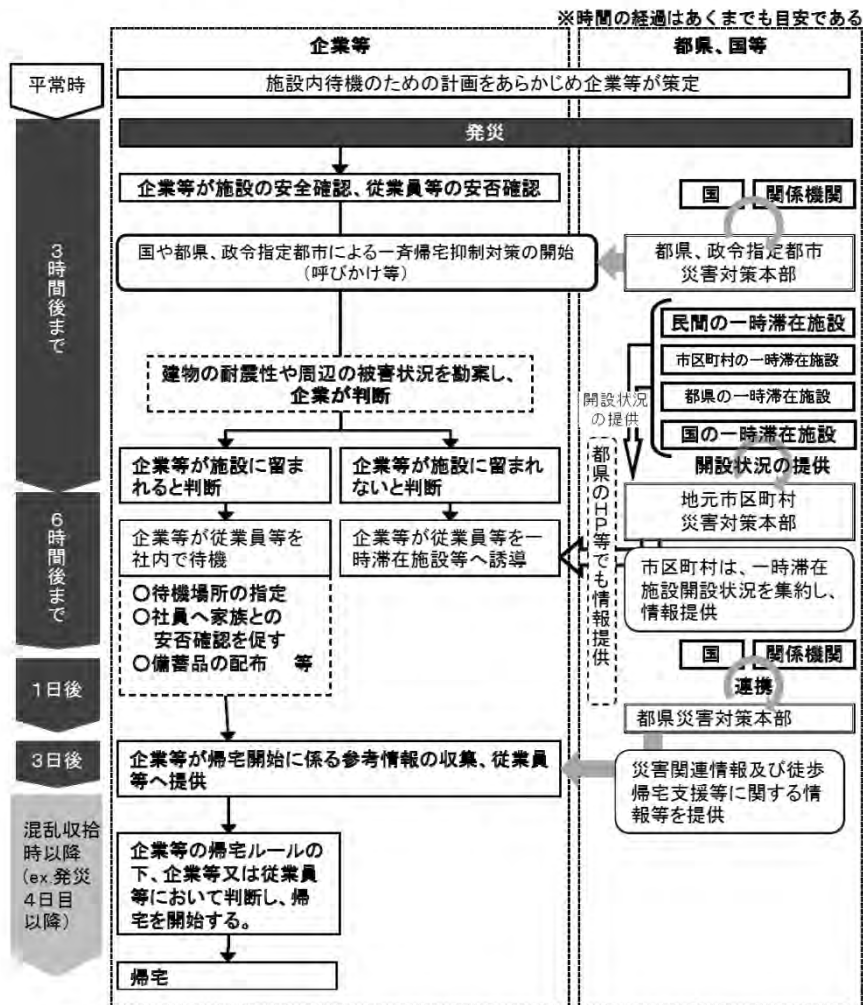 ※時間の経過はあくまでも目安である
企業等
都県、国等
平常時
施設内待機のための計画をあらかじめ企業等が策定
発災
3時間後まで
企業等が施設の安全確認、従業員等の安否確認
国
関係機関
国や都県、政令指定都市による一斉帰宅抑制対策の開始
(呼びかけ等)
都県、政令指定都市
災害対策本部
民間の一時滞在施設
市区町村の一時滞在施設
都県の一時滞在施設
国の一時滞在施設
建物の耐震性や周辺の被害状況を勘案し、
企業が判断
開設状況
の提供
開設状況の提供
企業等が施設に留ま
れると判断
企業等が施設に留まれ
ないと判断
都県のHP等でも情報提供
地元市区町村
災害対策本部
6時間後まで
企業等が従業員等を
社内で待機
企業等が従業員等を一
時滞在施設等へ誘導
市区町村は、一時滞在
施設開設状況を集約し、
情報提供
○待機場所の指定
○社員へ家族との
安否確認を促す
○備蓄品の配布 等
国
関係機関
連携
1日後
都県災害対策本部
3日後
企業等が帰宅開始に係る参考情報の収集、従業員
等へ提供
災害関連情報及び徒歩
帰宅支援等に関する情
報等を提供
混乱収拾
時以降
(ex.発災
4日目
以降)
企業等の帰宅ルールの
下、企業等又は従業員
等において判断し、帰
宅を開始する。
帰宅